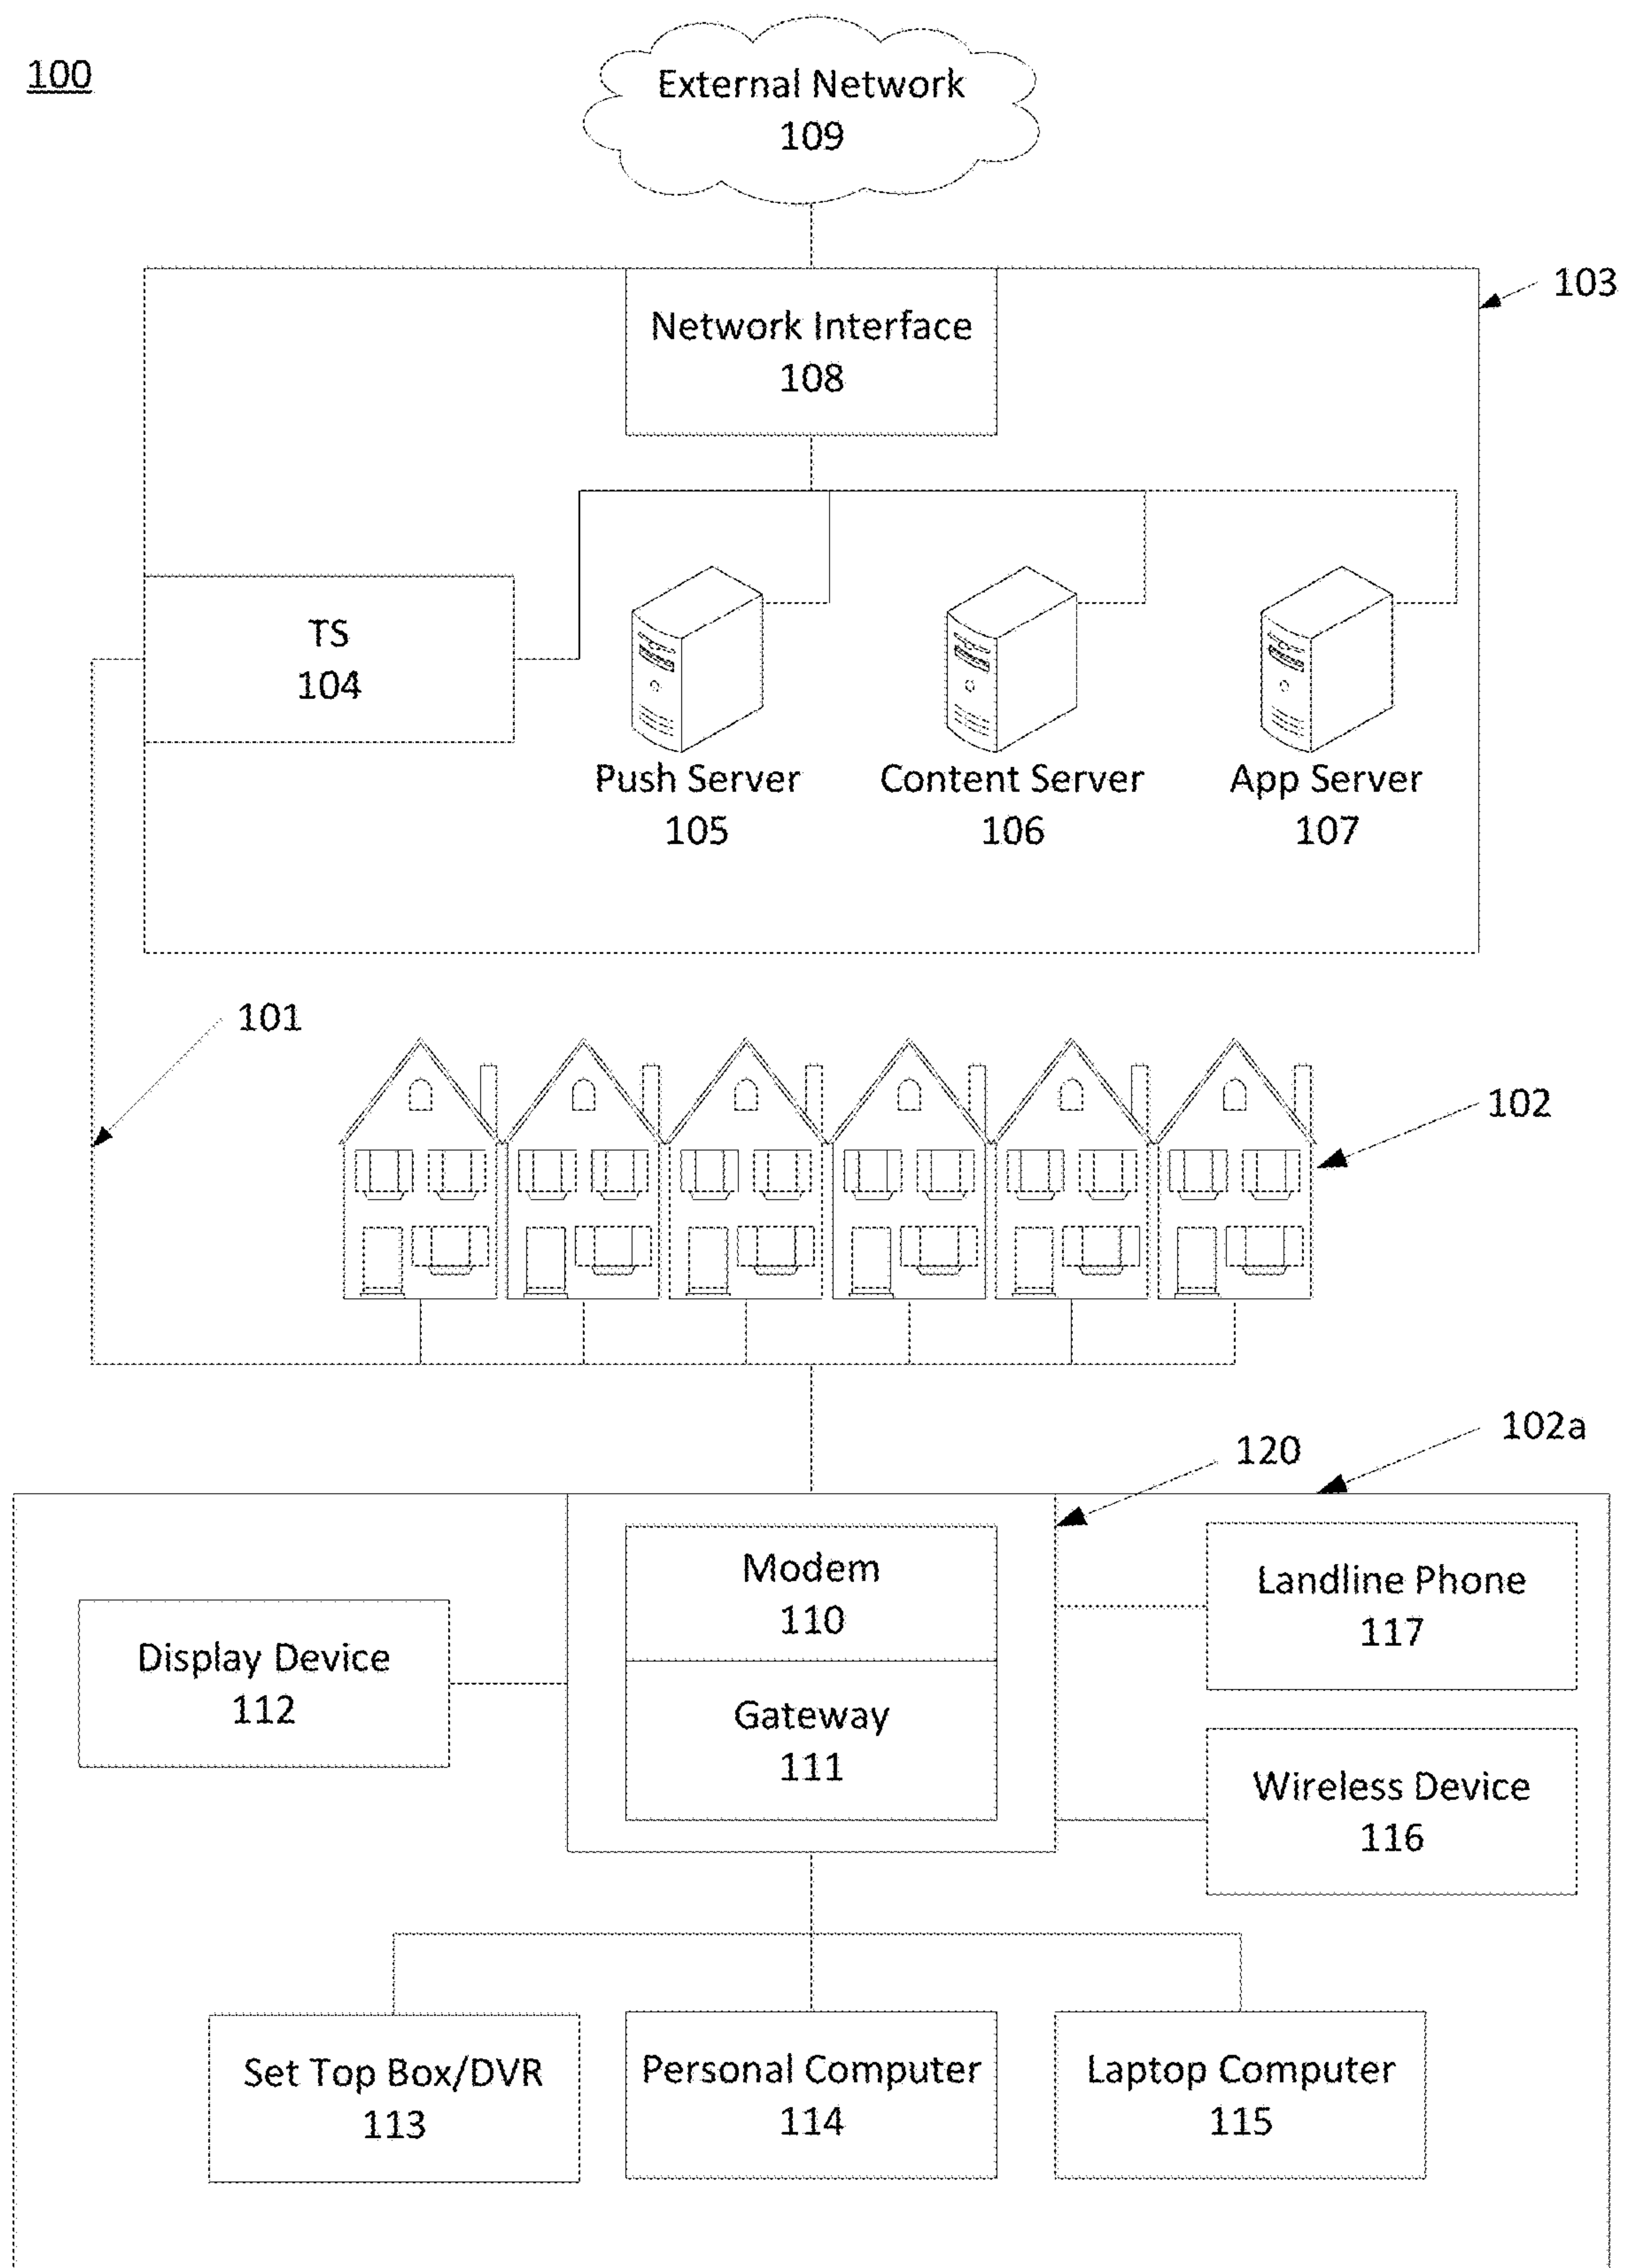 100
External Network
109
103
Network Interface
108
TS
104
Push Server
105
Content Server
106
App Server
107
101
102
102a
120
Modem
110
Landline Phone
117
Display Device
112
Gateway
111
Wireless Device
116
Set Top Box/DVR
113
Personal Computer
114
Laptop Computer
115